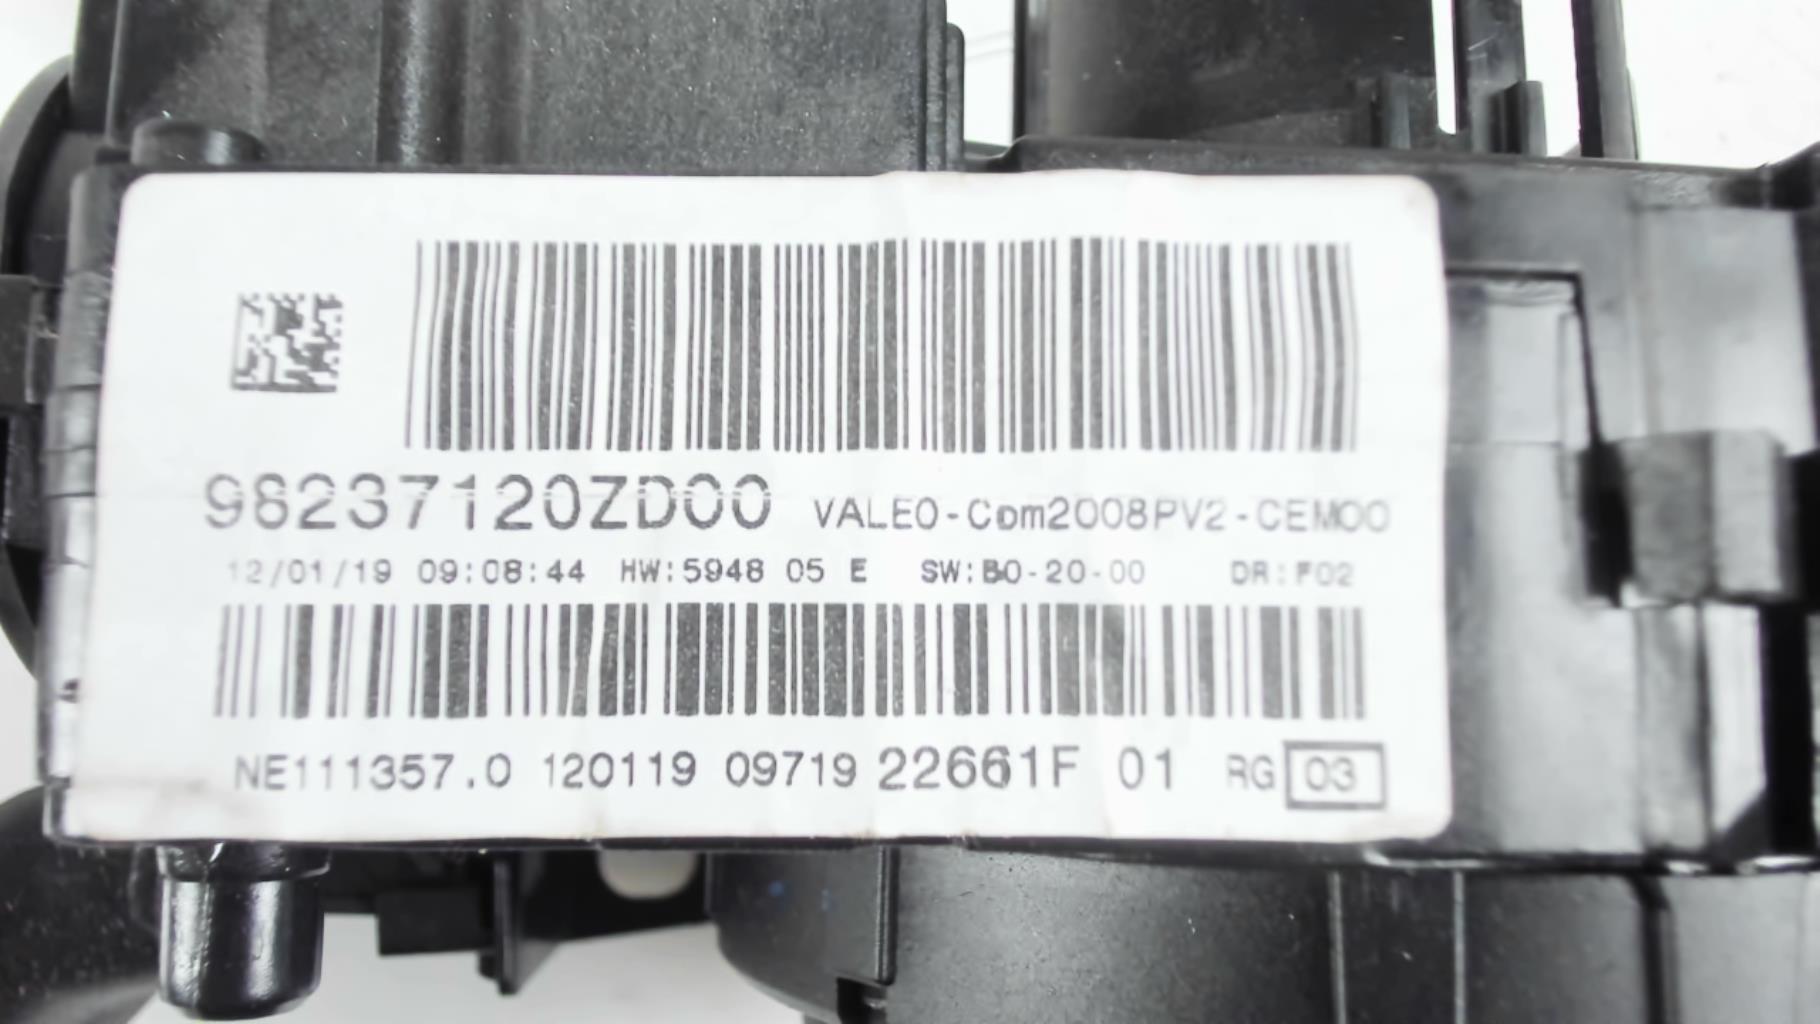 98237120ZD00 VALEO-Com2008PV2-CEM00
12/01/19 09:08:44 HW:5948 05 E SW:B0-20-00 DR:F02
NE111357.0 120119 09719 22661F 01 RG 03